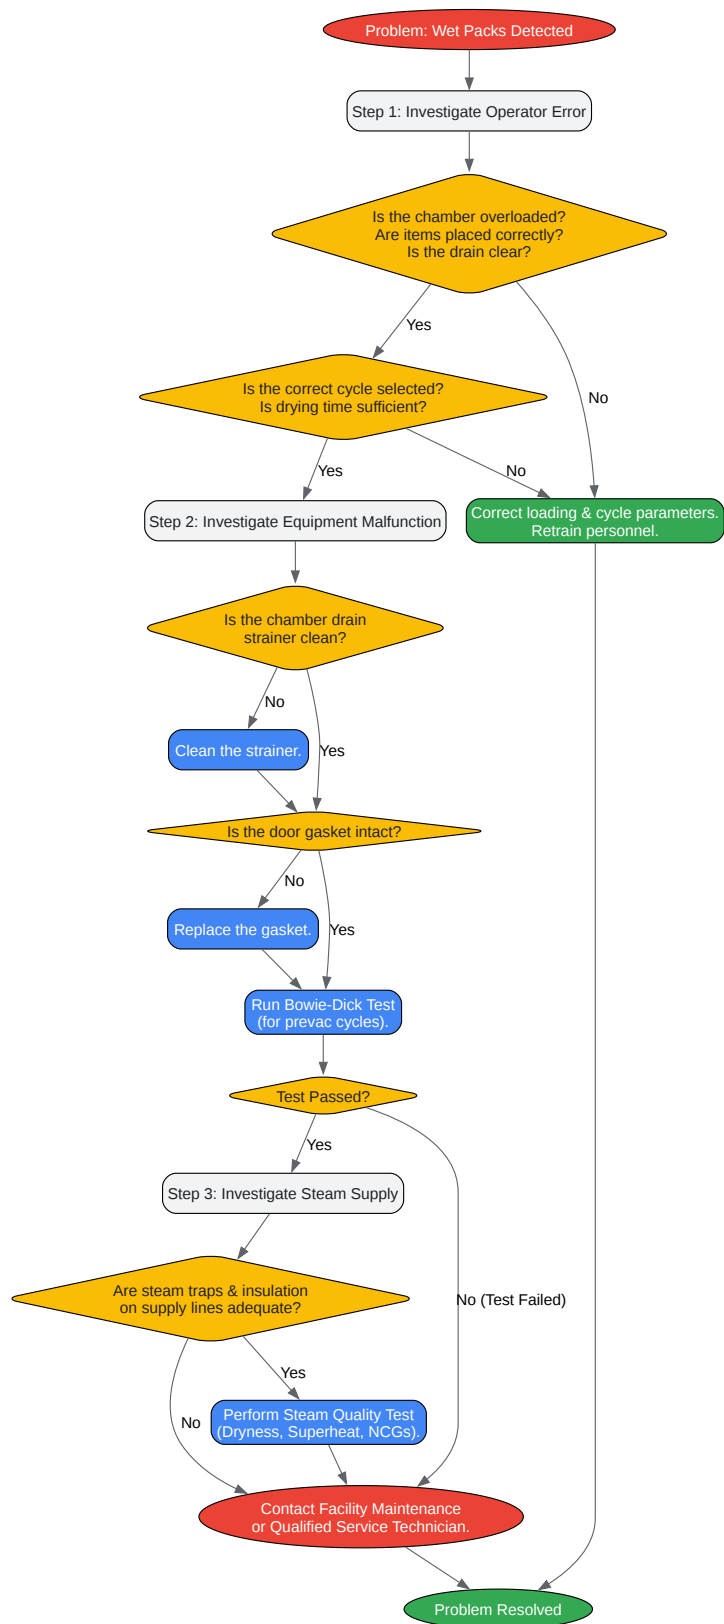 Problem: Wet Packs Detected
Step 1: Investigate Operator Error
Is the chamber overloaded?
Are items placed correctly?
Is the drain clear?
Yes
Is the correct cycle selected?
Is drying time sufficient?
No
Yes
No
Step 2: Investigate Equipment Malfunction
Correct loading & cycle parameters.
Retrain personnel.
Is the chamber drain
strainer clean?
No
Clean the strainer.
Yes
Is the door gasket intact?
No
Replace the gasket.
Yes
Run Bowie-Dick Test
(for prevac cycles).
Test Passed?
Yes
Step 3: Investigate Steam Supply
Are steam traps & insulation
on supply lines adequate?
No (Test Failed)
Yes
No
Perform Steam Quality Test
(Dryness, Superheat, NCGs).
Contact Facility Maintenance
or Qualified Service Technician.
Problem Resolved